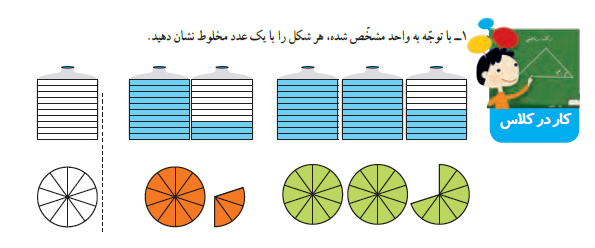 ۱ــ با توجّه به واحد مشخّص شده، هر شکل را با یک عدد مخلوط نشان دهید.
کار در کلاس